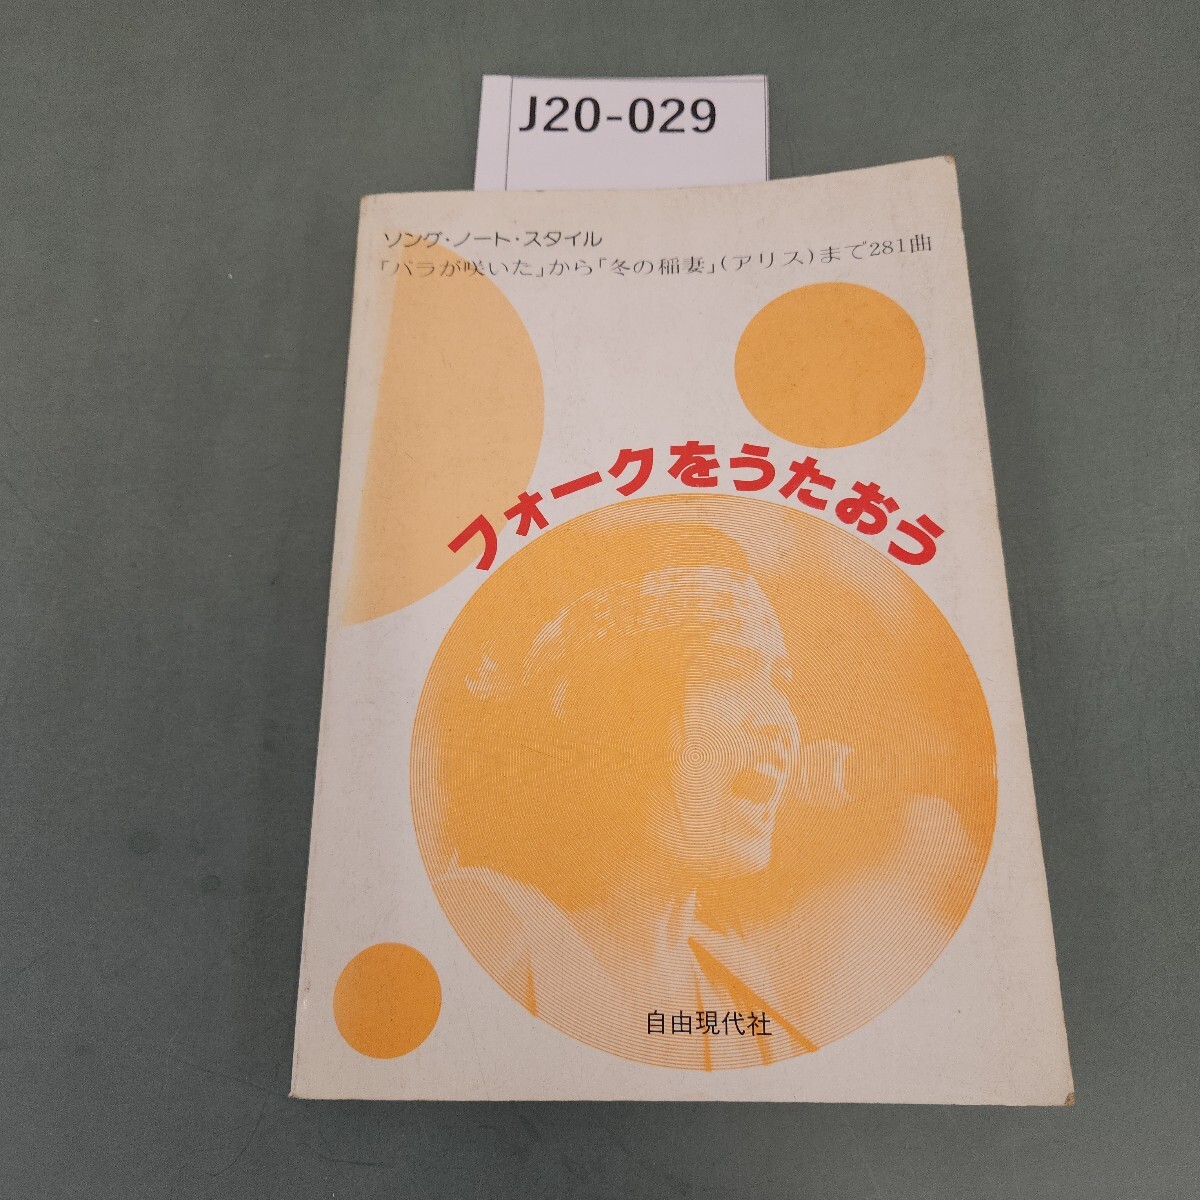 J20-029
ソング・ノート・スタイル
「バラが咲いた」から「冬の稲妻」(アリス)まで281曲
フォークをうたおう
自由現代社